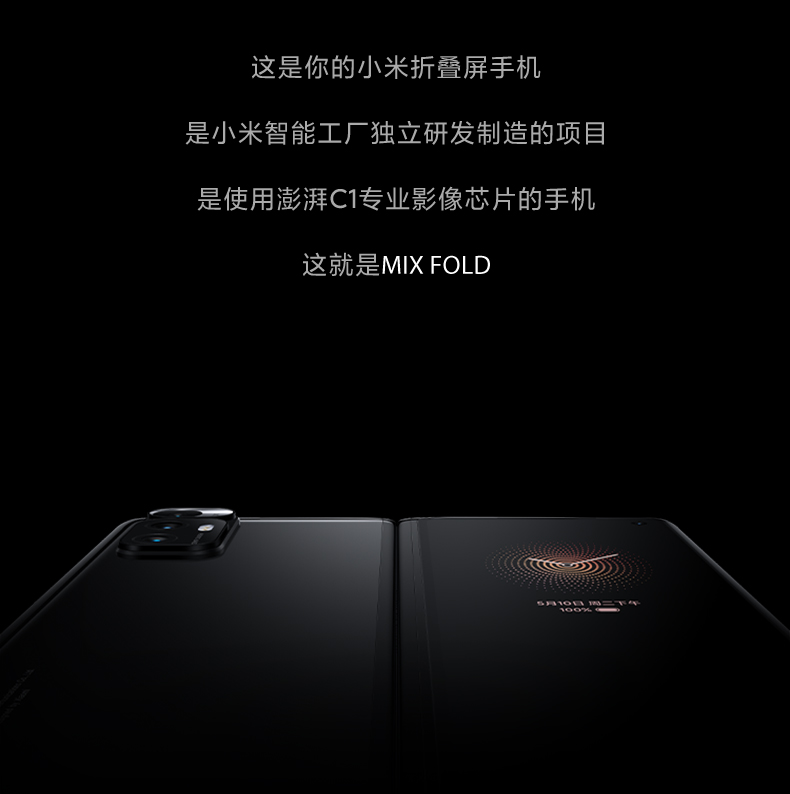 这是你的小米折叠屏手机
是小米智能工厂独立研发制造的项目
是使用澎湃C1专业影像芯片的手机
这就是MIX FOLD
5月10日 周二下午
100%